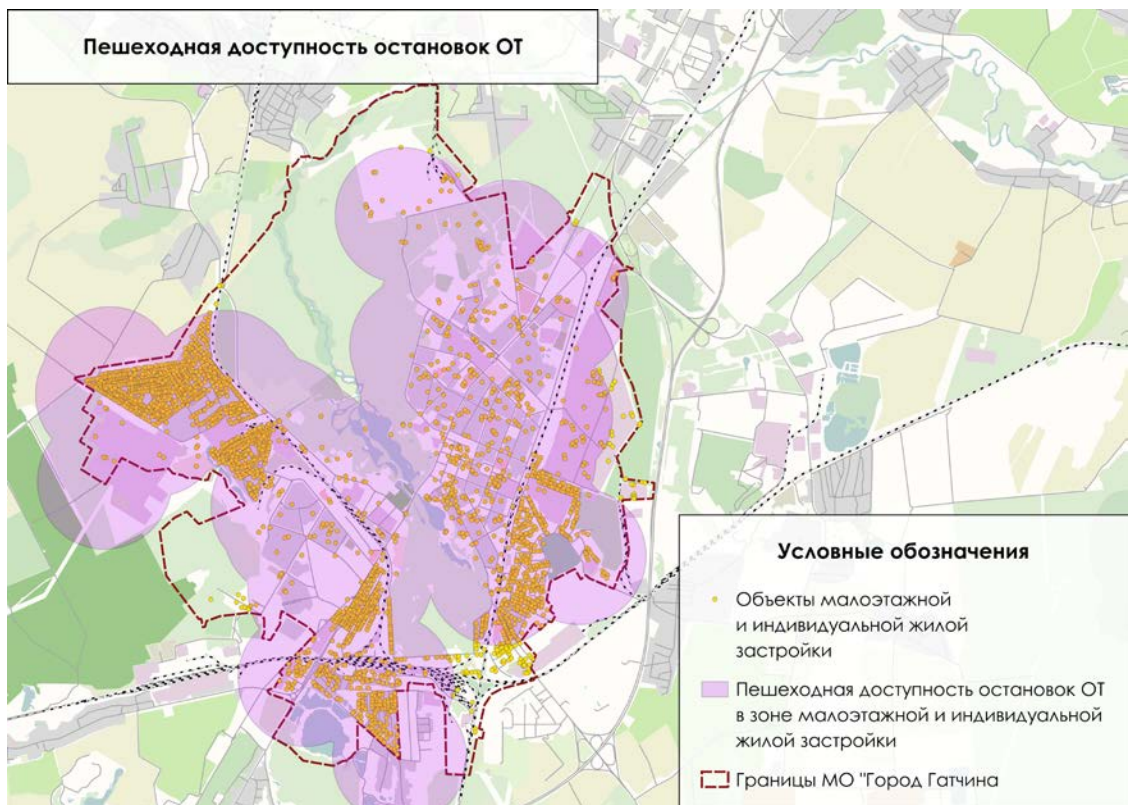 Пешеходная доступность остановок ОТ
Условные обозначения
Объекты малоэтажной
и индивидуальной жилой
застройки
Пешеходная доступность остановок ОТ
в зоне малоэтажной и индивидуальной
жилой застройки
Границы МО "Город Гатчина